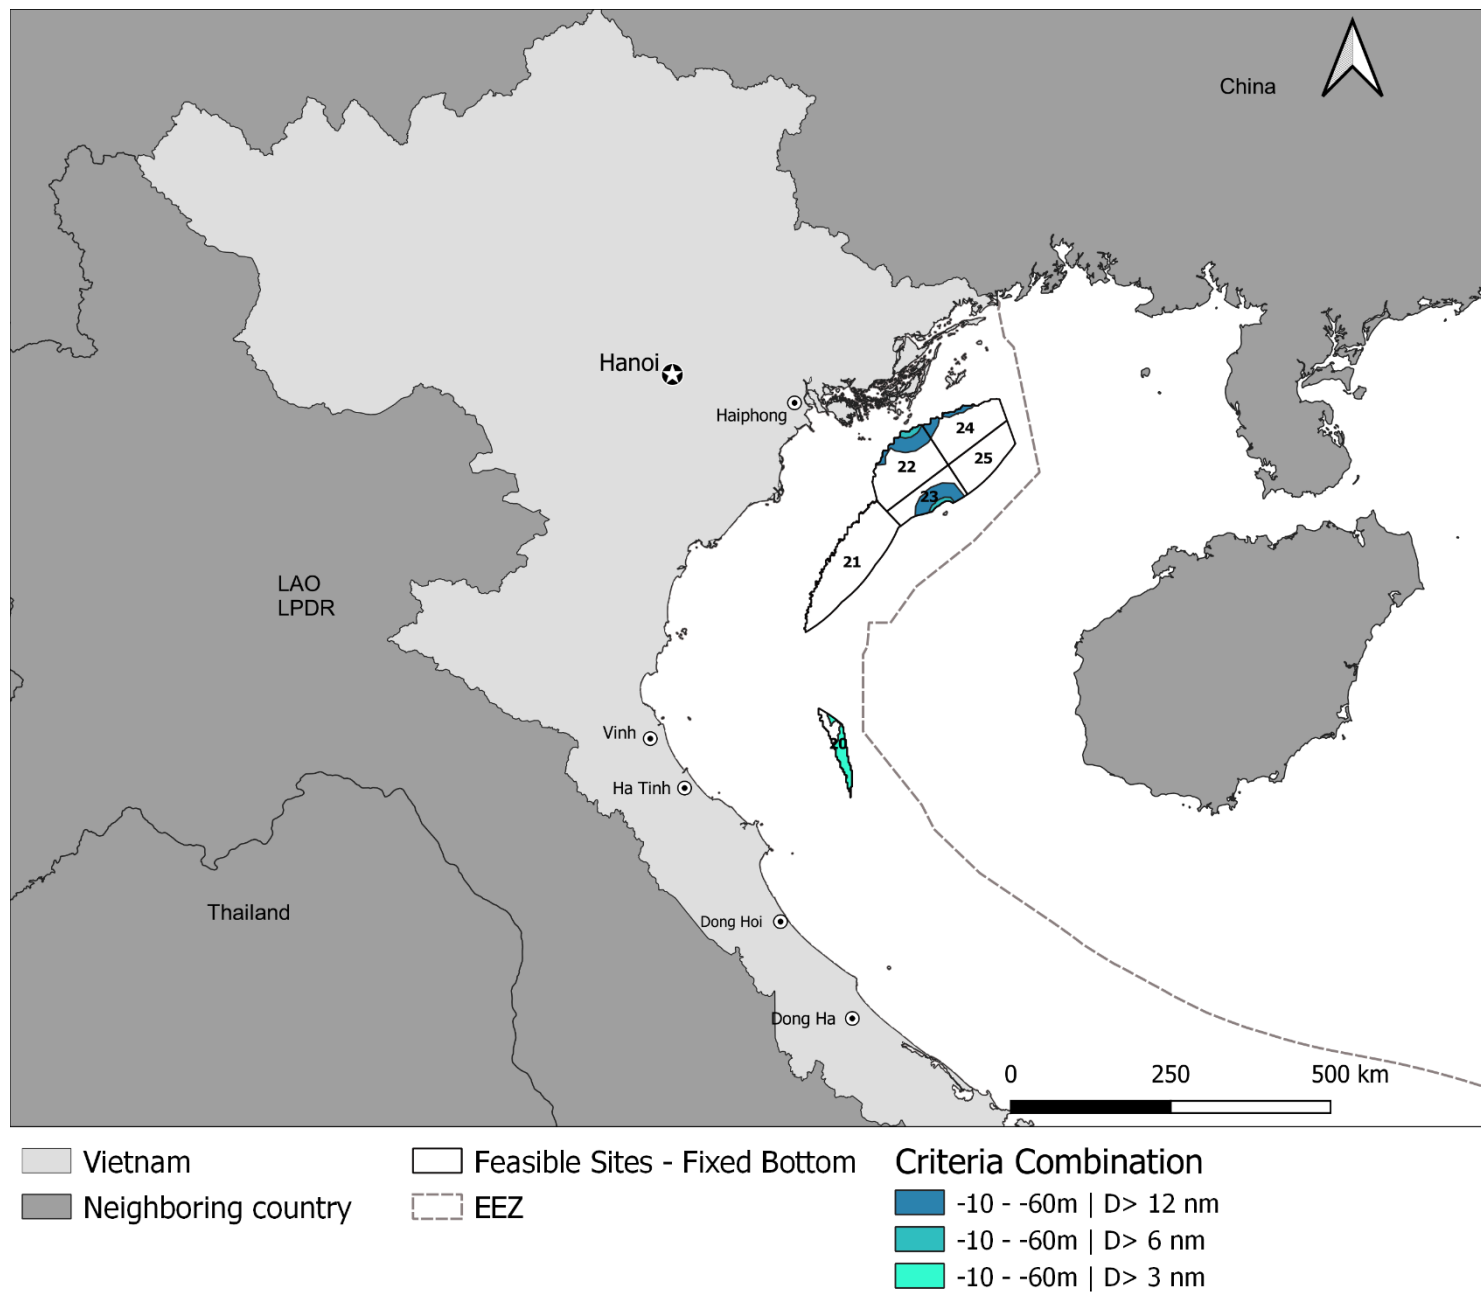 China
Hanoi
Haiphong
24
22
25
23
21
LAO
LPDR
20
Vinh
Ha Tinh
Thailand
Dong Hoi
Dong Ha
0 250 500 km
Vietnam
Neighboring country
Feasible Sites - Fixed Bottom
EEZ
Criteria Combination
-10 - -60m | D> 12 nm
-10 - -60m | D> 6 nm
-10 - -60m | D> 3 nm